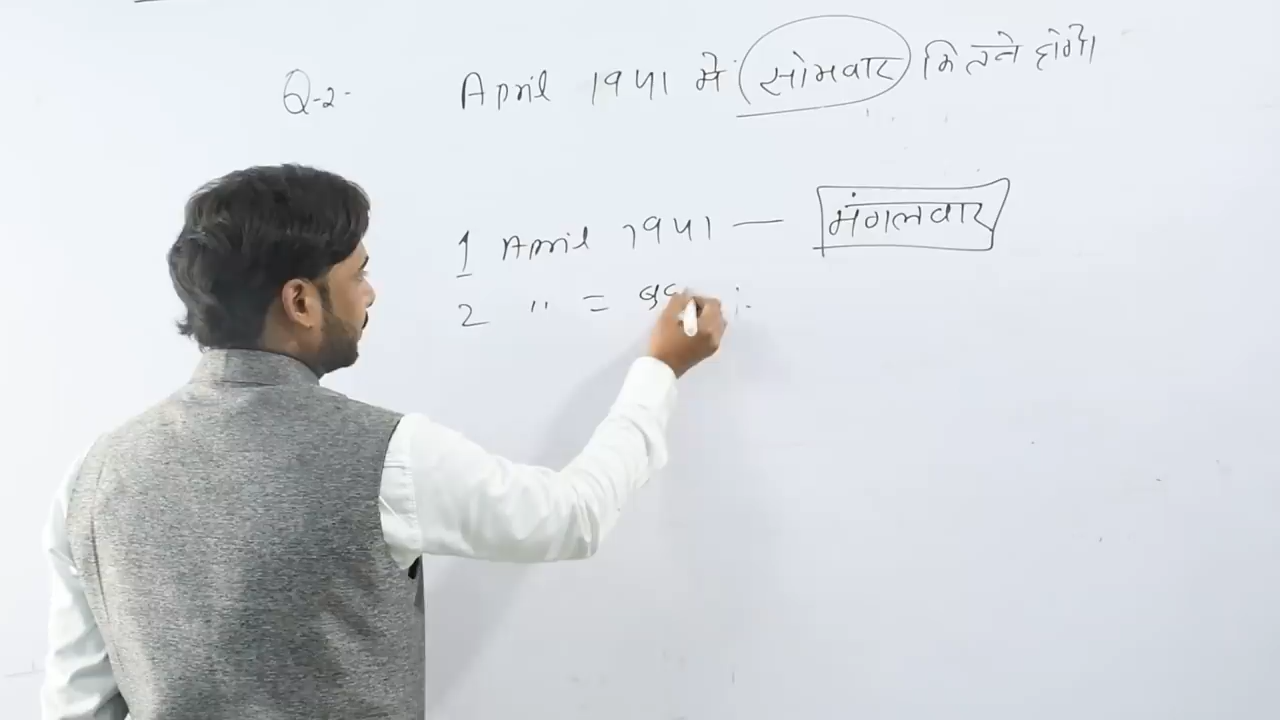 Q-2- April 1941 में सोमवार कितने होंगे।
1 April 1941 — मंगलवार
2 " =